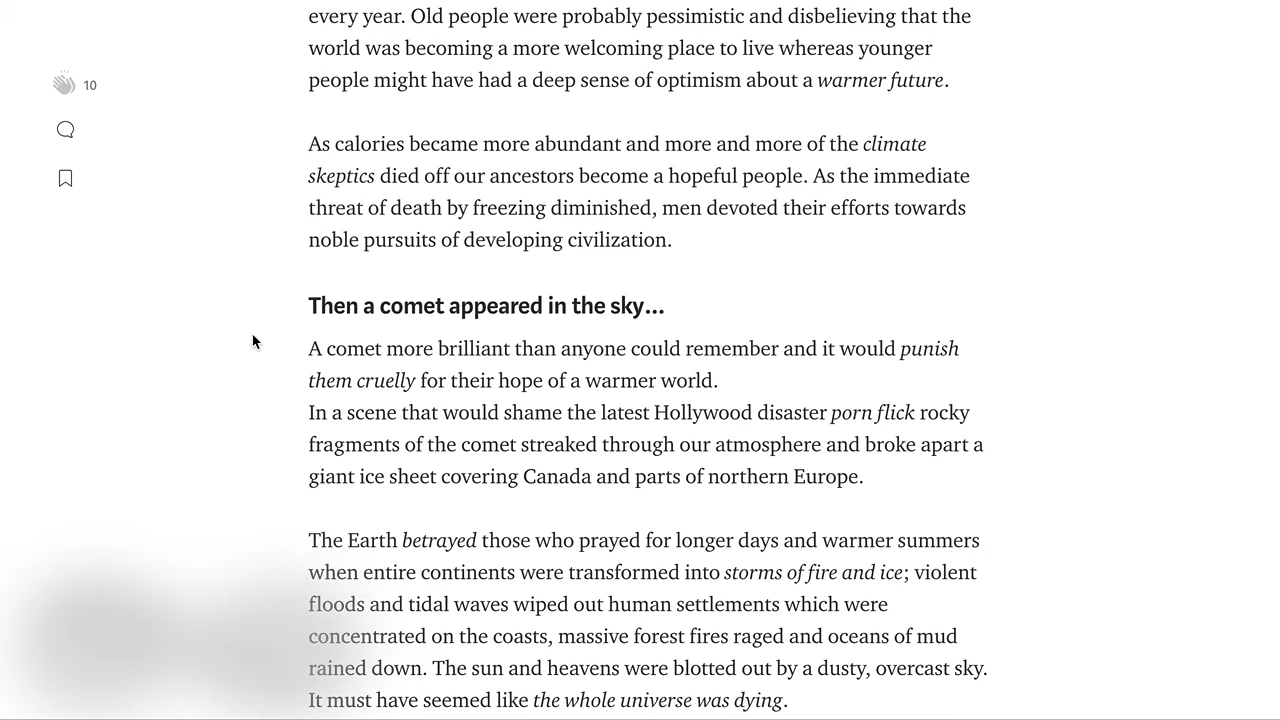 every year. Old people were probably pessimistic and disbelieving that the
world was becoming a more welcoming place to live whereas younger
people might have had a deep sense of optimism about a warmer future.
10
As calories became more abundant and more and more of the climate
skeptics died off our ancestors become a hopeful people. As the immediate
threat of death by freezing diminished, men devoted their efforts towards
noble pursuits of developing civilization.
Then a comet appeared in the sky…
A comet more brilliant than anyone could remember and it would punish
them cruelly for their hope of a warmer world.
In a scene that would shame the latest Hollywood disaster porn flick rocky
fragments of the comet streaked through our atmosphere and broke apart a
giant ice sheet covering Canada and parts of northern Europe.
The Earth betrayed those who prayed for longer days and warmer summers
when entire continents were transformed into storms of fire and ice; violent
floods and tidal waves wiped out human settlements which were
concentrated on the coasts, massive forest fires raged and oceans of mud
rained down. The sun and heavens were blotted out by a dusty, overcast sky.
It must have seemed like the whole universe was dying.